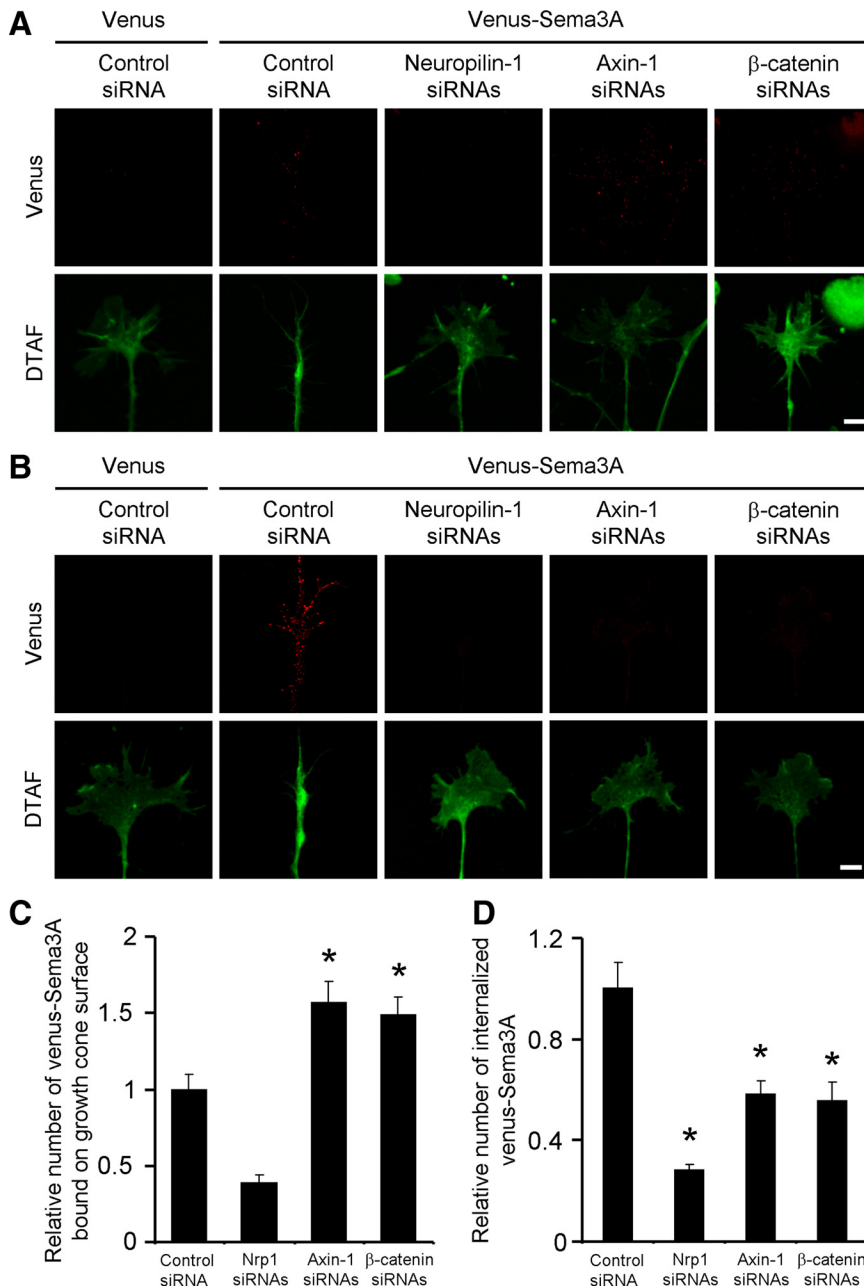 A
Venus
Venus-Sema3A
Control siRNA
Control siRNA
Neuropilin-1 siRNAs
Axin-1 siRNAs
β-catenin siRNAs
Venus
DTAF
B
Venus
Venus-Sema3A
Control siRNA
Control siRNA
Neuropilin-1 siRNAs
Axin-1 siRNAs
β-catenin siRNAs
Venus
DTAF
C
Relative number of venus-Sema3A
bound on growth cone surface
2
1.5
1
0.5
0
*
*
Control siRNA
Nrp1 siRNAs
Axin-1 siRNAs
β-catenin siRNAs
D
Relative number of internalized
venus-Sema3A
1.2
0.8
0.4
0
*
*
*
Control siRNA
Nrp1 siRNAs
Axin-1 siRNAs
β-catenin siRNAs